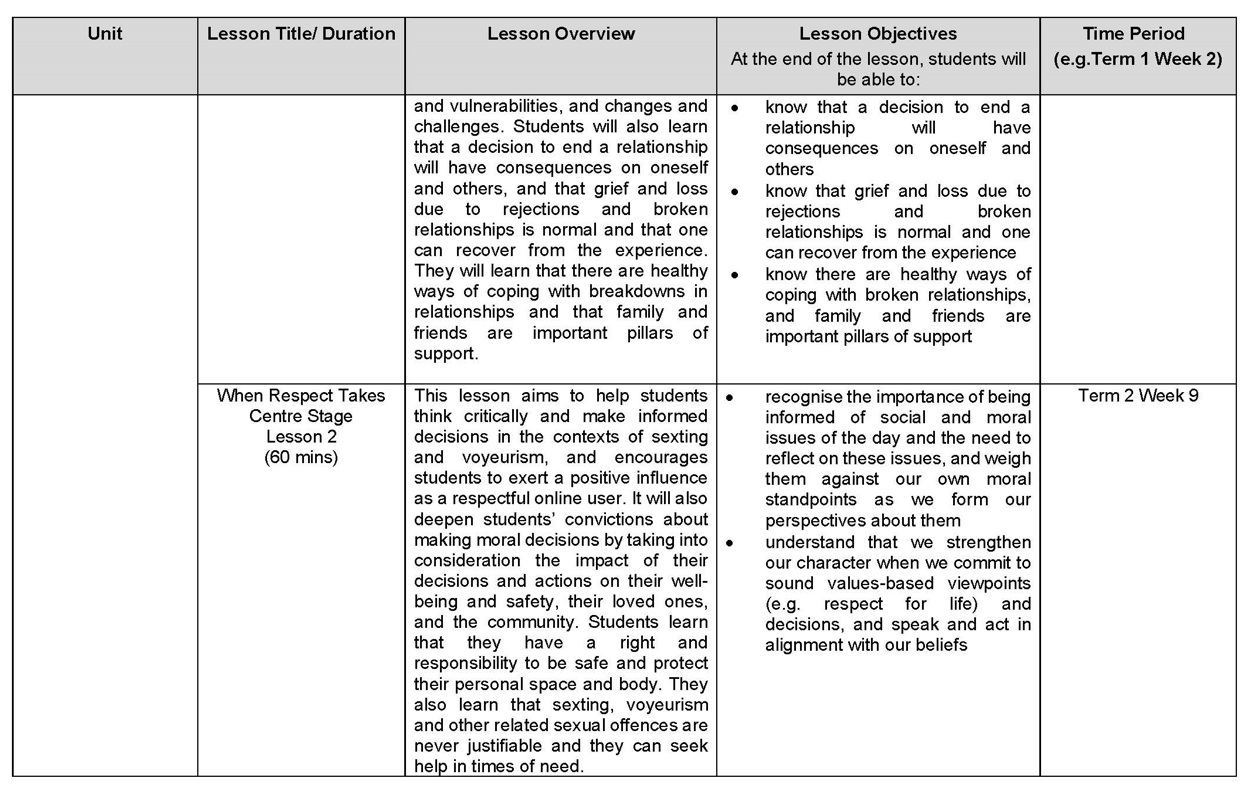 Unit
Lesson Title/ Duration
Lesson Overview
Lesson Objectives
At the end of the lesson, students will
be able to:
Time Period
(e.g.Term 1 Week 2)
and vulnerabilities, and changes and
challenges. Students will also learn
that a decision to end a relationship
will have consequences on oneself
and others, and that grief and loss
due to rejections and broken
relationships is normal and that one
can recover from the experience.
They will learn that there are healthy
ways of coping with breakdowns in
relationships and that family and
friends are important pillars of
support.
• know that a decision to end a
relationship will have
consequences on oneself and
others
• know that grief and loss due to
rejections and broken
relationships is normal and one
can recover from the experience
• know there are healthy ways of
coping with broken relationships,
and family and friends are
important pillars of support
When Respect Takes
Centre Stage
Lesson 2
(60 mins)
This lesson aims to help students
think critically and make informed
decisions in the contexts of sexting
and voyeurism, and encourages
students to exert a positive influence
as a respectful online user. It will also
deepen students’ convictions about
making moral decisions by taking into
consideration the impact of their
decisions and actions on their well-
being and safety, their loved ones,
and the community. Students learn
that they have a right and
responsibility to be safe and protect
their personal space and body. They
also learn that sexting, voyeurism
and other related sexual offences are
never justifiable and they can seek
help in times of need.
• recognise the importance of being
informed of social and moral
issues of the day and the need to
reflect on these issues, and weigh
them against our own moral
standpoints as we form our
perspectives about them
• understand that we strengthen
our character when we commit to
sound values-based viewpoints
(e.g. respect for life) and
decisions, and speak and act in
alignment with our beliefs
Term 2 Week 9